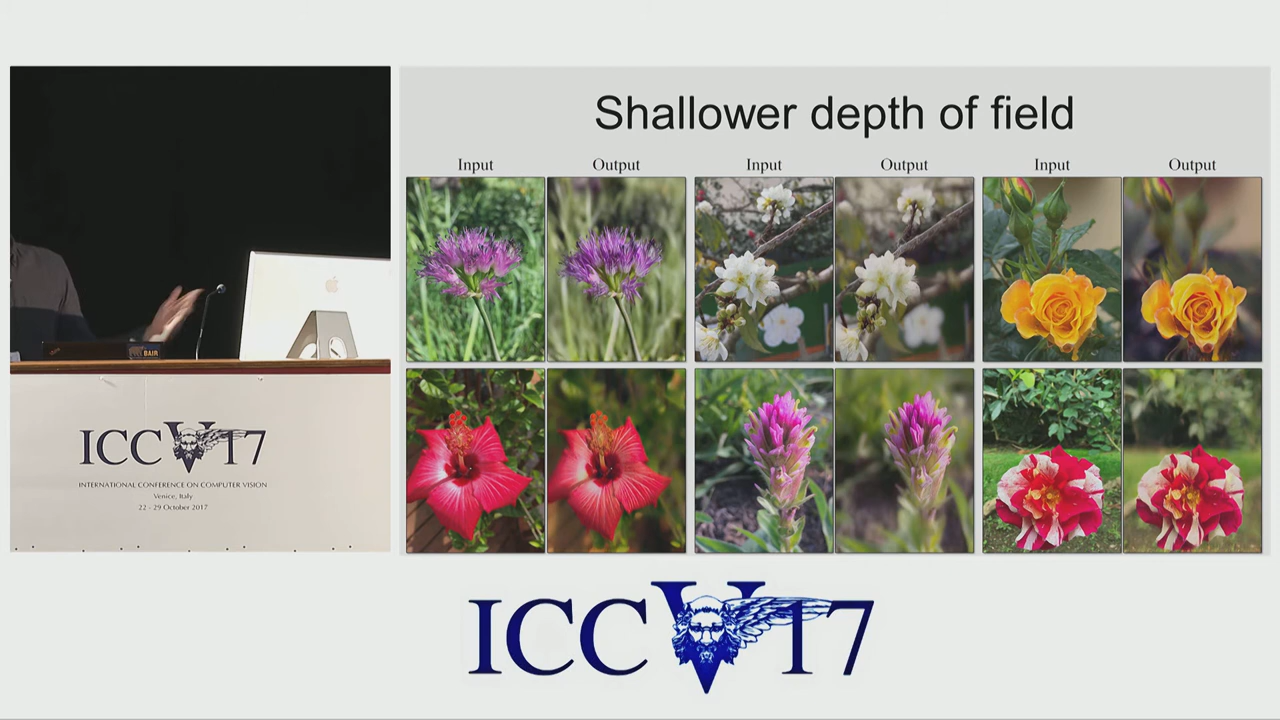 Shallower depth of field
Input Output Input Output Input Output
BAIR
ICCV17
INTERNATIONAL CONFERENCE ON COMPUTER VISION
Venice, Italy
22 - 29 October 2017
ICCV17